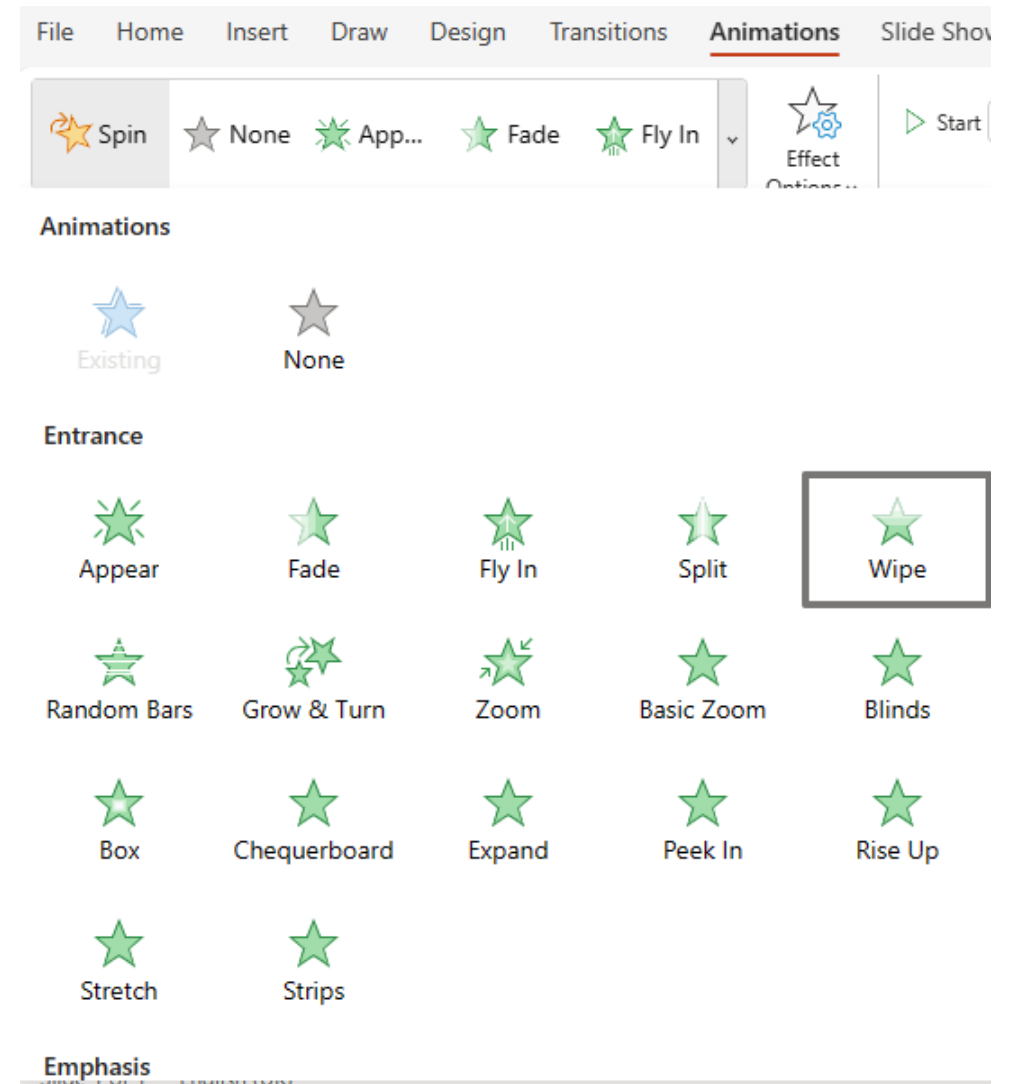 File Home Insert Draw Design Transitions Animations Slide Show
Spin None App... Fade Fly In Effect Options Start
Animations
Existing None
Entrance
Appear Fade Fly In Split Wipe
Random Bars Grow & Turn Zoom Basic Zoom Blinds
Box Chequerboard Expand Peek In Rise Up
Stretch Strips
Emphasis